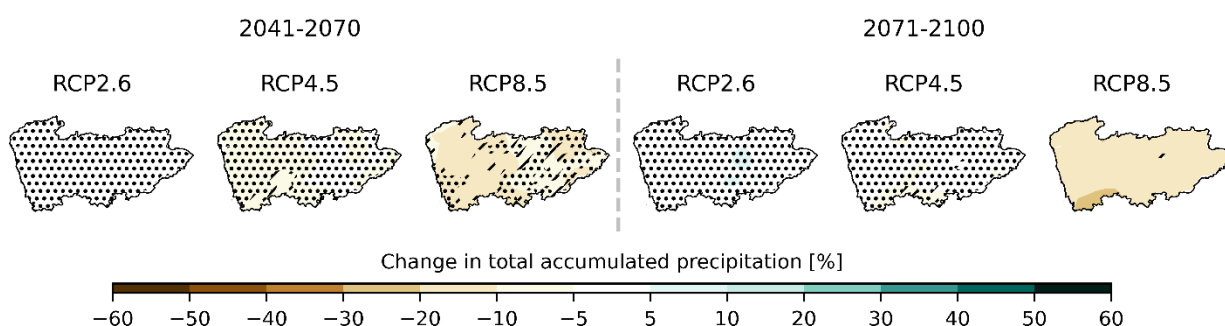 2041-2070
2071-2100
RCP2.6
RCP4.5
RCP8.5
RCP2.6
RCP4.5
RCP8.5
Change in total accumulated precipitation [%]
−60 −50 −40 −30 −20 −10 −5 5 10 20 30 40 50 60